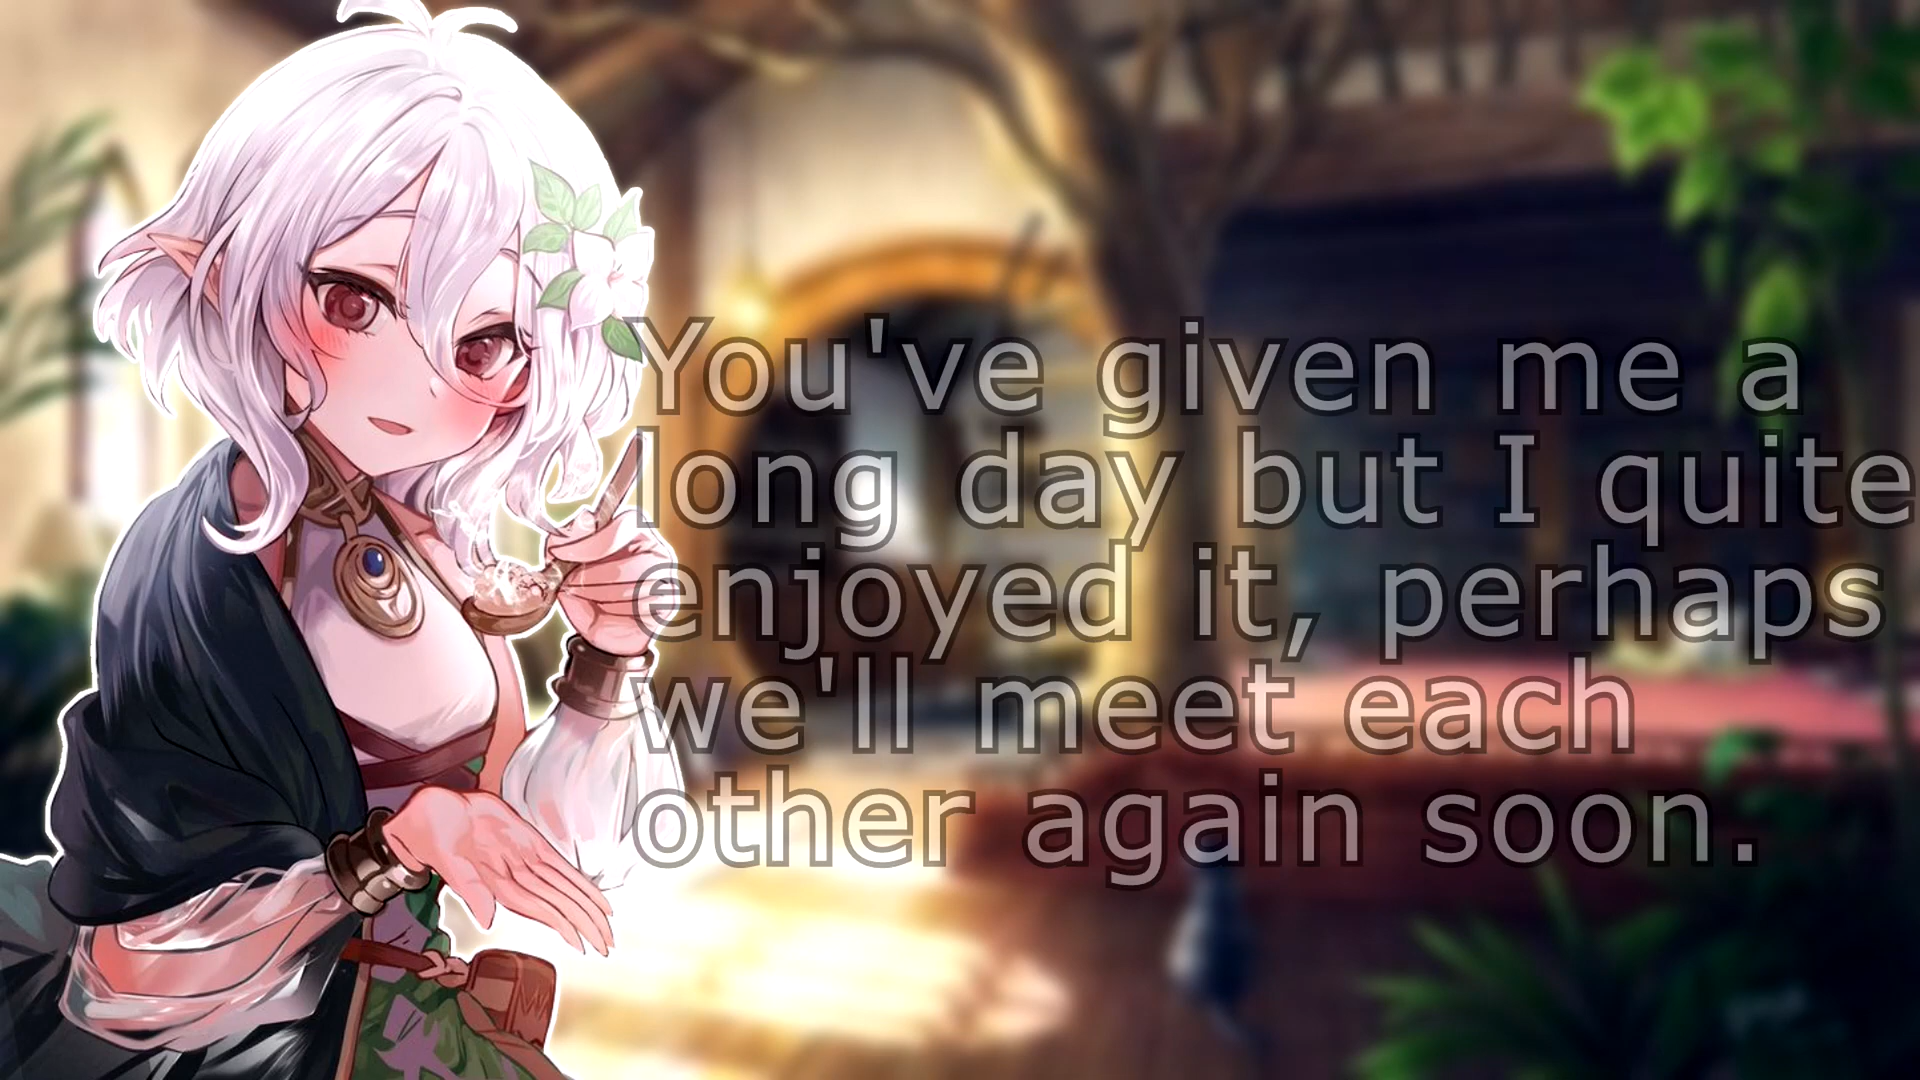 You've given me a
long day but I quite
enjoyed it, perhaps
we'll meet each
other again soon.